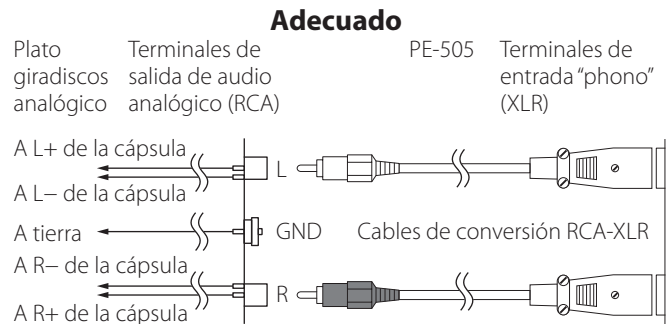 Adecuado
Plato giradiscos analógico
Terminales de salida de audio analógico (RCA)
PE-505
Terminales de entrada “phono” (XLR)
A L+ de la cápsula
L
A L− de la cápsula
A tierra
GND
Cables de conversión RCA-XLR
A R− de la cápsula
R
A R+ de la cápsula